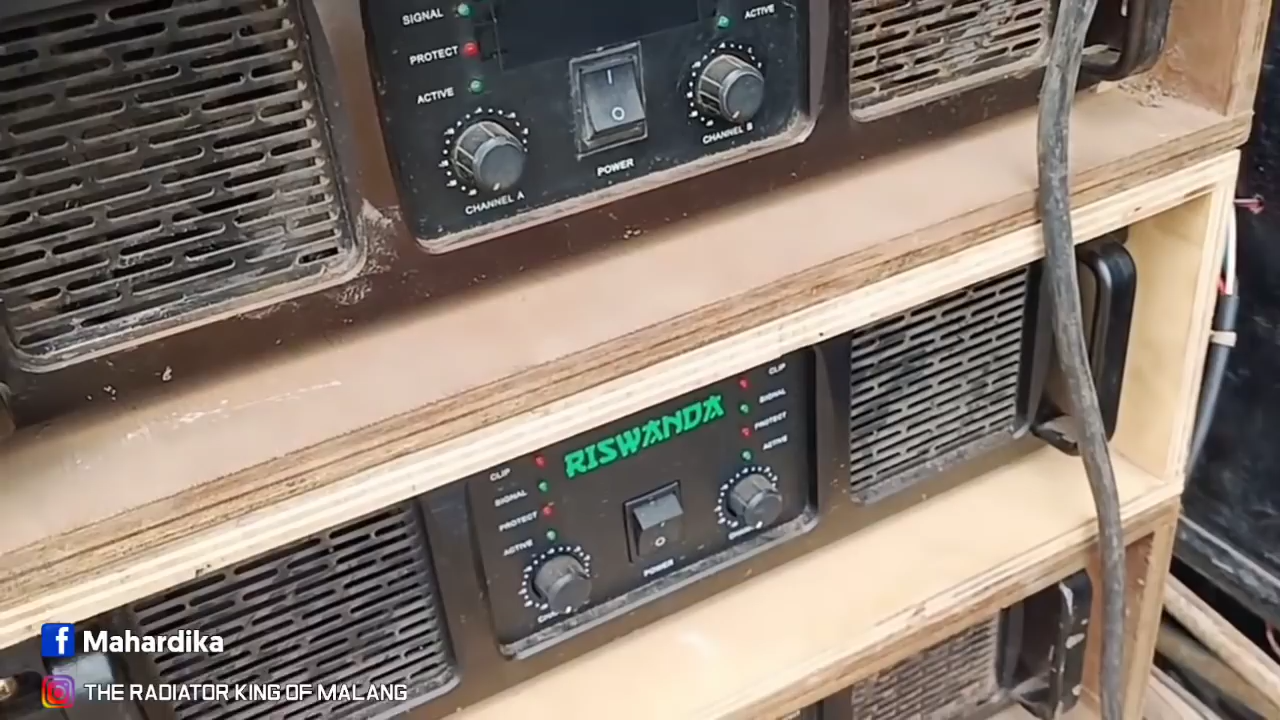 SIGNAL
PROTECT
ACTIVE
CHANNEL A
POWER
ACTIVE
CHANNEL B
RISWANDA
CLIP
SIGNAL
PROTECT
ACTIVE
POWER
CLIP
SIGNAL
PROTECT
ACTIVE
Mahardika
THE RADIATOR KING OF MALANG